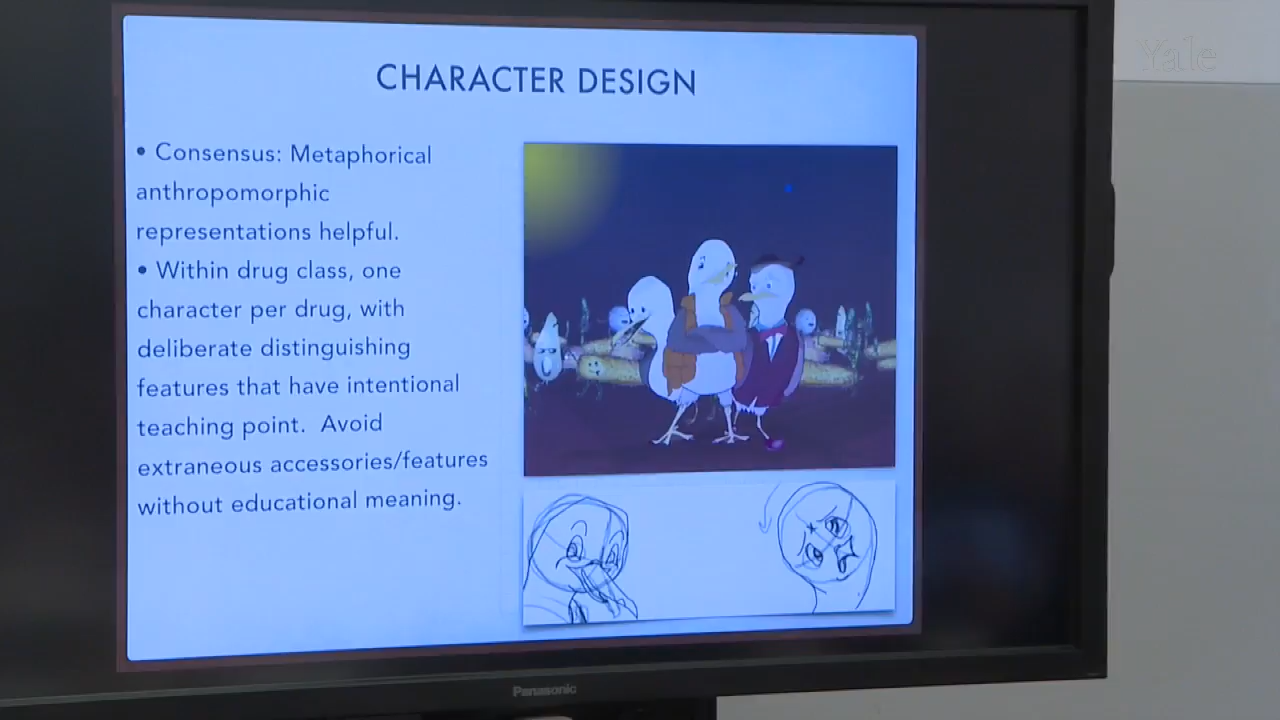 CHARACTER DESIGN
• Consensus: Metaphorical
anthropomorphic
representations helpful.
• Within drug class, one
character per drug, with
deliberate distinguishing
features that have intentional
teaching point. Avoid
extraneous accessories/features
without educational meaning.
Panasonic
Yale